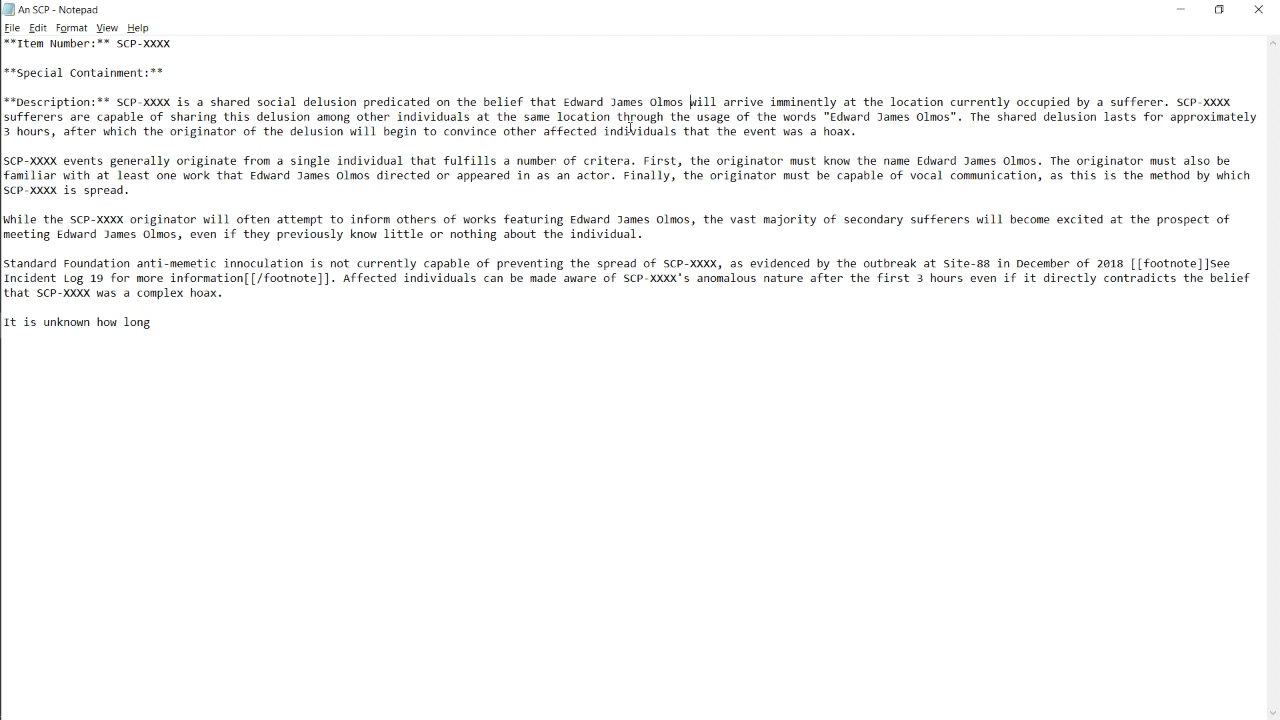 An SCP - Notepad
File Edit Format View Help
**Item Number:** SCP-XXXX
**Special Containment:**
**Description:** SCP-XXXX is a shared social delusion predicated on the belief that Edward James Olmos will arrive imminently at the location currently occupied by a sufferer. SCP-XXXX
sufferers are capable of sharing this delusion among other individuals at the same location through the usage of the words "Edward James Olmos". The shared delusion lasts for approximately
3 hours, after which the originator of the delusion will begin to convince other affected individuals that the event was a hoax.
SCP-XXXX events generally originate from a single individual that fulfills a number of critera. First, the originator must know the name Edward James Olmos. The originator must also be
familiar with at least one work that Edward James Olmos directed or appeared in as an actor. Finally, the originator must be capable of vocal communication, as this is the method by which
SCP-XXXX is spread.
While the SCP-XXXX originator will often attempt to inform others of works featuring Edward James Olmos, the vast majority of secondary sufferers will become excited at the prospect of
meeting Edward James Olmos, even if they previously know little or nothing about the individual.
Standard Foundation anti-memetic innoculation is not currently capable of preventing the spread of SCP-XXXX, as evidenced by the outbreak at Site-88 in December of 2018 [[footnote]]See
Incident Log 19 for more information[[/footnote]]. Affected individuals can be made aware of SCP-XXXX's anomalous nature after the first 3 hours even if it directly contradicts the belief
that SCP-XXXX was a complex hoax.
It is unknown how long